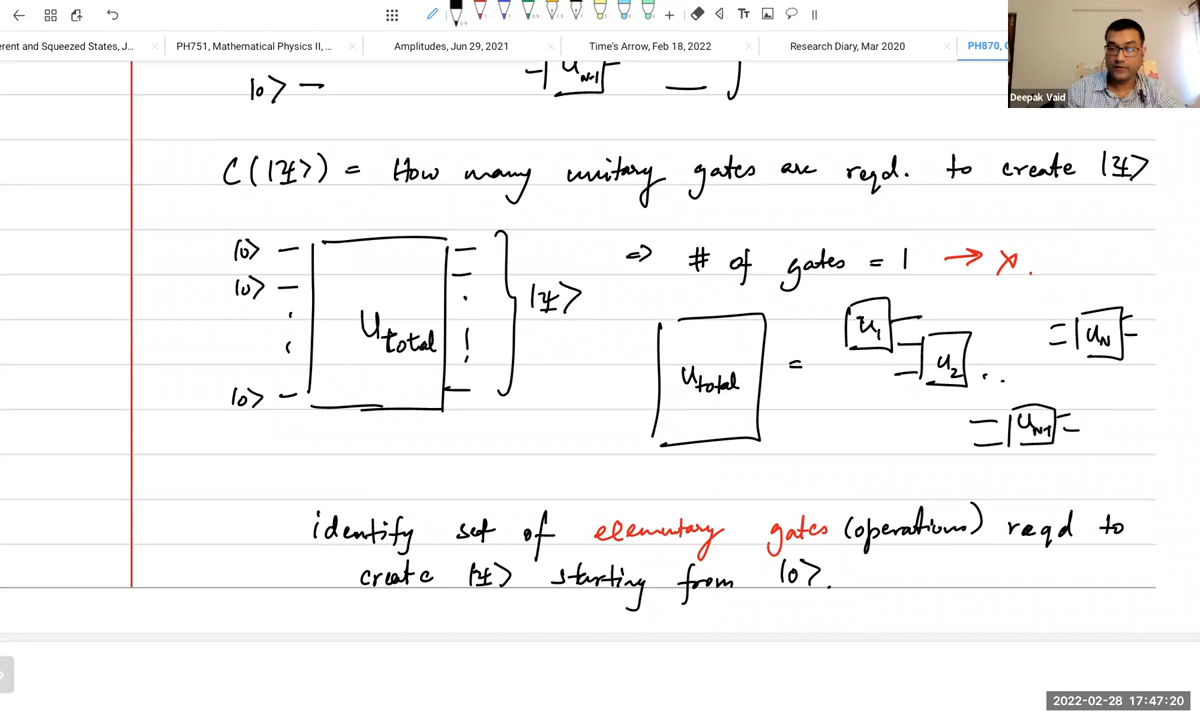 erent and Squeezed States, J... PH751, Mathematical Physics II, ... Amplitudes, Jun 29, 2021 Time's Arrow, Feb 18, 2022 Research Diary, Mar 2020 PH870,
Deepak Vaid
|0> U_{N-1}
C(|Ψ>) = How many unitary gates are reqd. to create |Ψ>
|0>
|0>
U_total
|0>
|Ψ>
=> # of gates = 1 → x.
U_total = U_1 U_2 .. U_{N-1} U_N
identify set of elementary gates (operations) reqd to
create |Ψ> starting from |0>.
2022-02-28 17:47:20